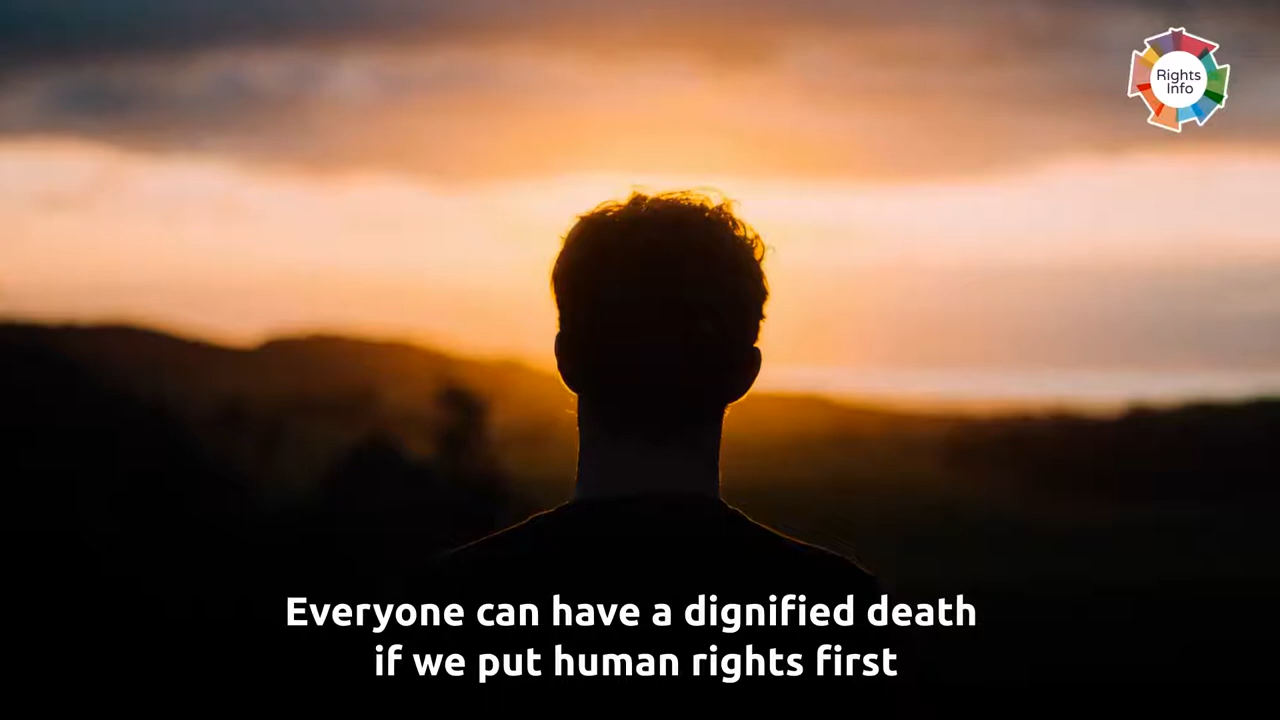 Rights
Info
Everyone can have a dignified death
if we put human rights first